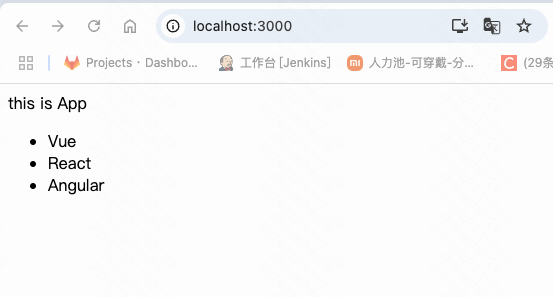 localhost:3000
Projects · Dashbo...
工作台 [Jenkins]
人力池-可穿戴-分...
(29条
this is App
Vue
React
Angular